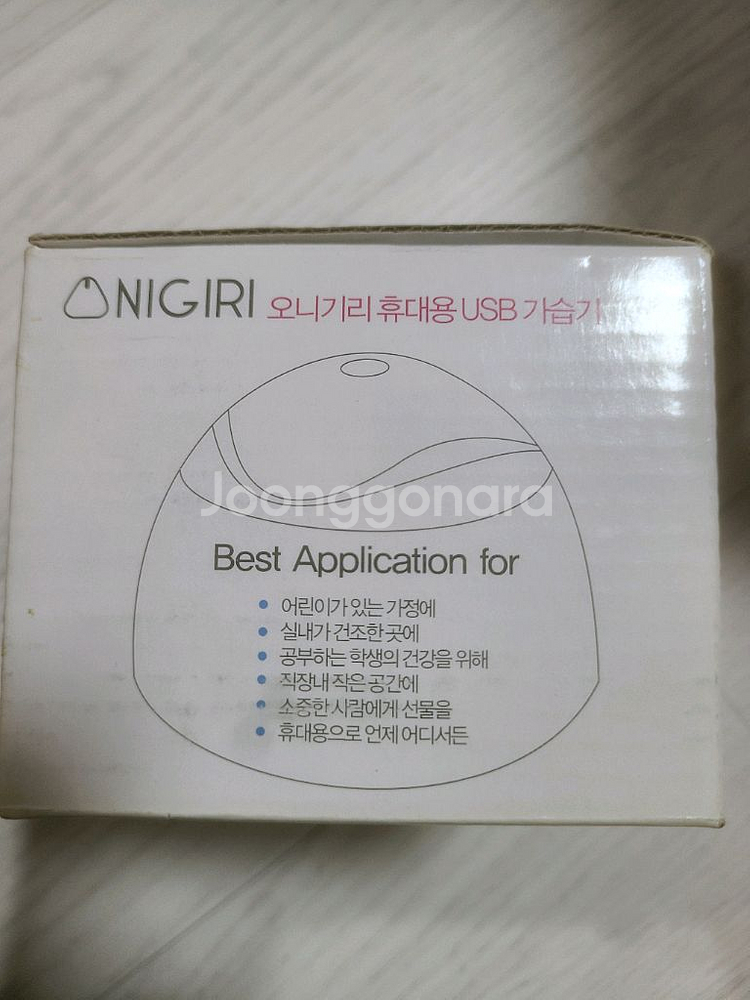 ONIGIRI 오니기리 휴대용 USB 가습기
Joonggonara
Best Application for
• 어린이가 있는 가정에
• 실내가 건조한 곳에
• 공부하는 학생의 건강을 위해
• 직장내 작은 공간에
• 소중한 사람에게 선물을
• 휴대용으로 언제 어디서든